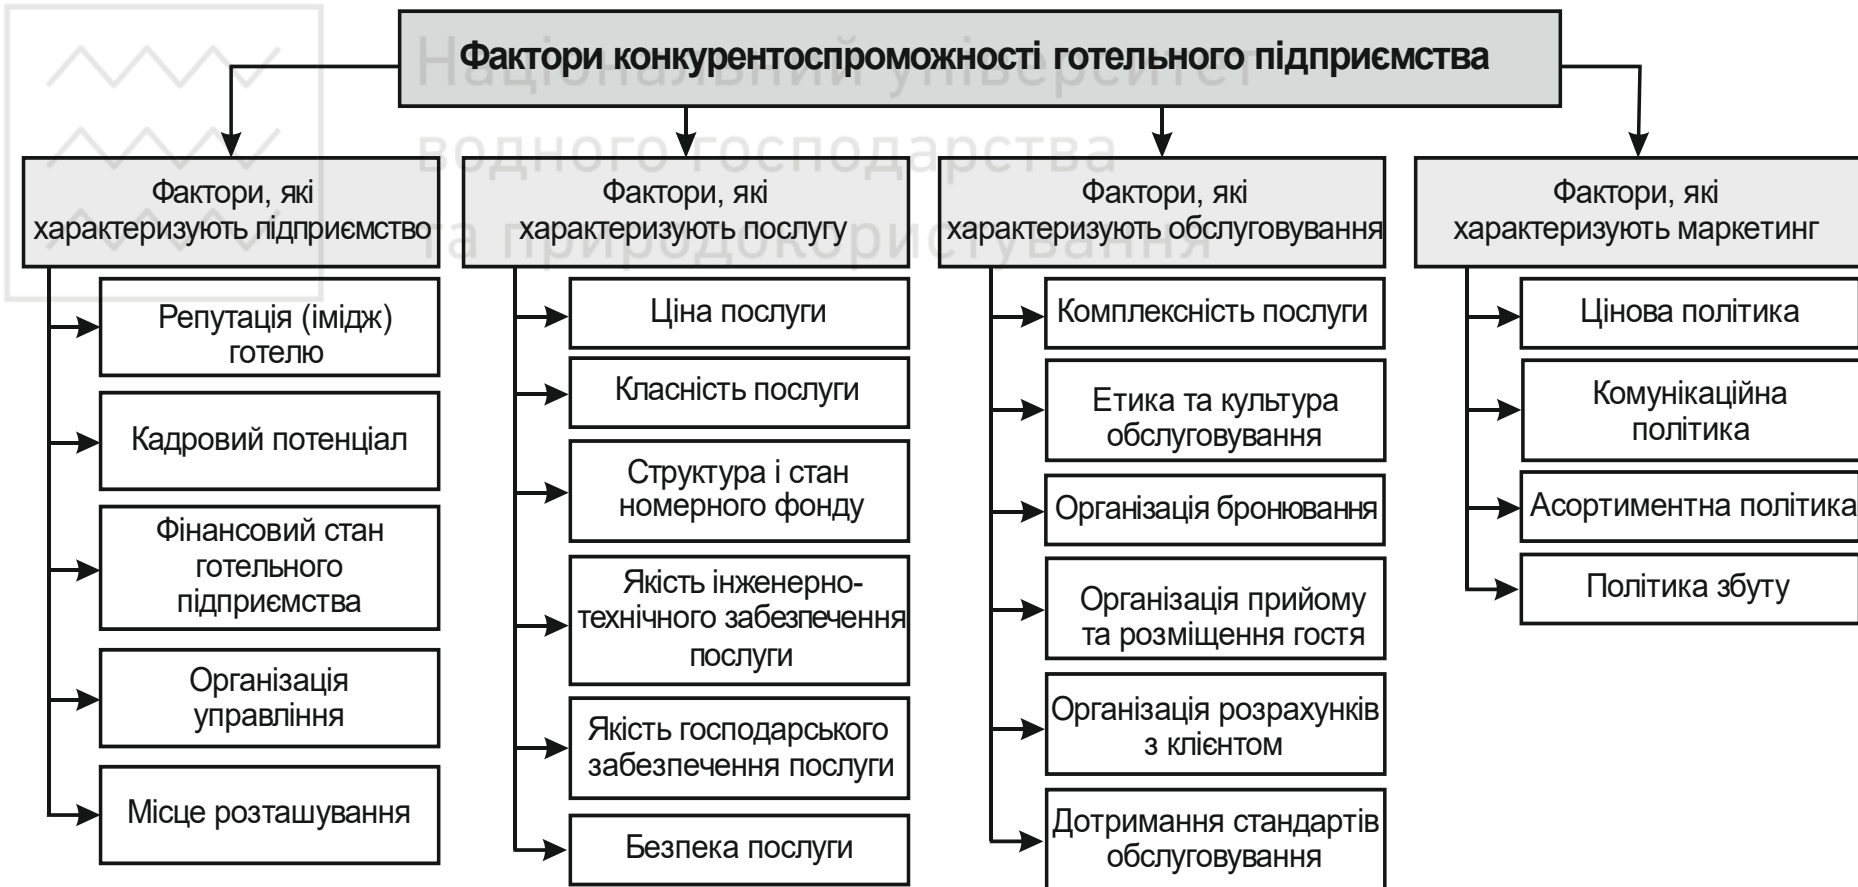 Фактори конкурентоспроможності готельного підприємства
Національний університет
водного господарства
та природокористування
Фактори, які
характеризують підприємство
Репутація (імідж)
готелю
Кадровий потенціал
Фінансовий стан
готельного
підприємства
Організація
управління
Місце розташування
Фактори, які
характеризують послугу
Ціна послуги
Класність послуги
Структура і стан
номерного фонду
Якість інженерно-
технічного забезпечення
послуги
Якість господарського
забезпечення послуги
Безпека послуги
Фактори, які
характеризують обслуговування
Комплексність послуги
Етика та культура
обслуговування
Організація бронювання
Організація прийому
та розміщення гостя
Організація розрахунків
з клієнтом
Дотримання стандартів
обслуговування
Фактори, які
характеризують маркетинг
Цінова політика
Комунікаційна
політика
Асортиментна політика
Політика збуту